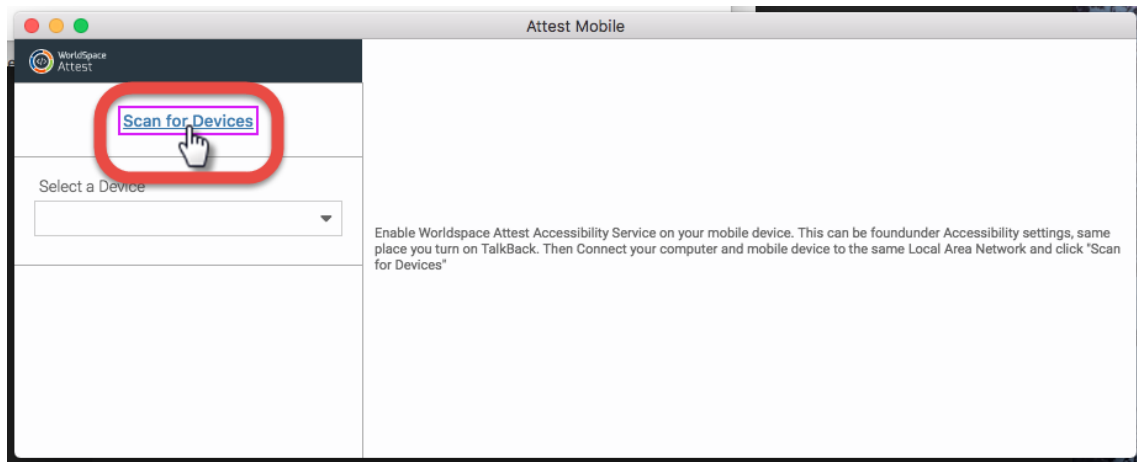 Attest Mobile
WorldSpace
Attest
Scan for Devices
Select a Device
Enable Worldspace Attest Accessibility Service on your mobile device. This can be foundunder Accessibility settings, same
place you turn on TalkBack. Then Connect your computer and mobile device to the same Local Area Network and click "Scan
for Devices"